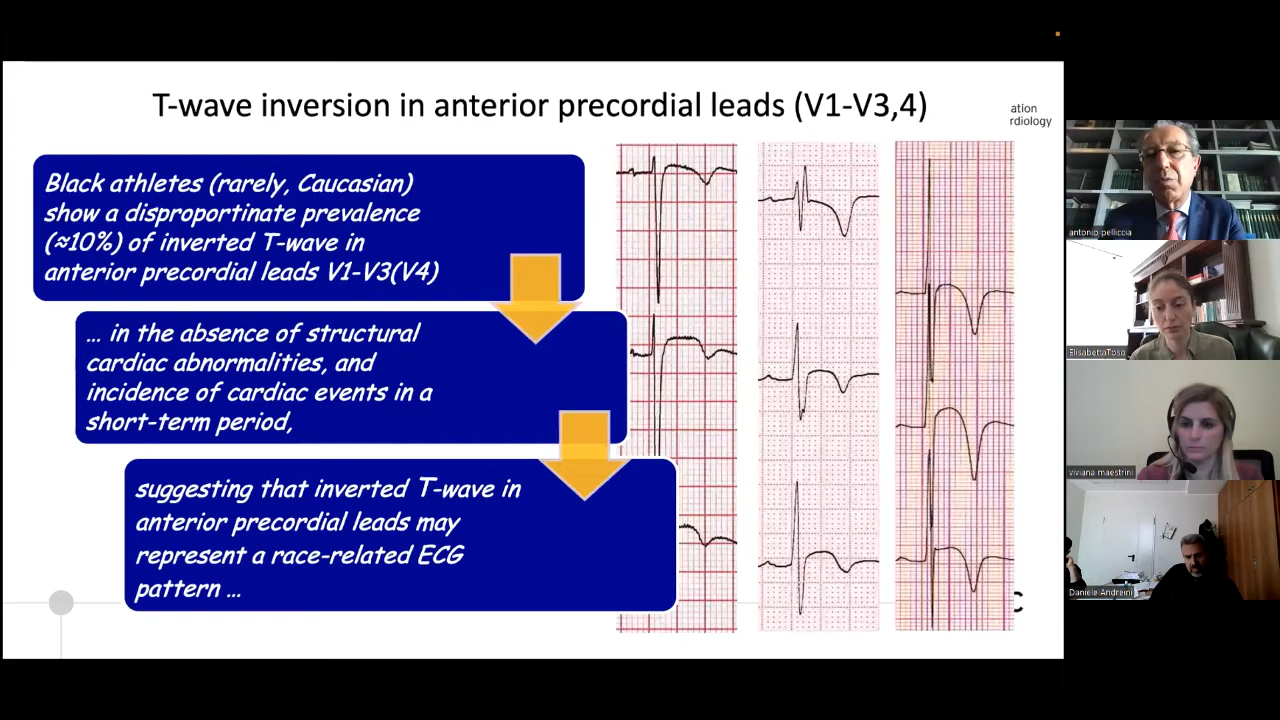 T-wave inversion in anterior precordial leads (V1-V3,4)
ation
rdiology
Black athletes (rarely, Caucasian)
show a disproportinate prevalence
(≈10%) of inverted T-wave in
anterior precordial leads V1-V3(V4)
… in the absence of structural
cardiac abnormalities, and
incidence of cardiac events in a
short-term period,
suggesting that inverted T-wave in
anterior precordial leads may
represent a race-related ECG
pattern …
antonio pelliccia
ElisabettaToso
viviana maestrini
Daniele Andreini